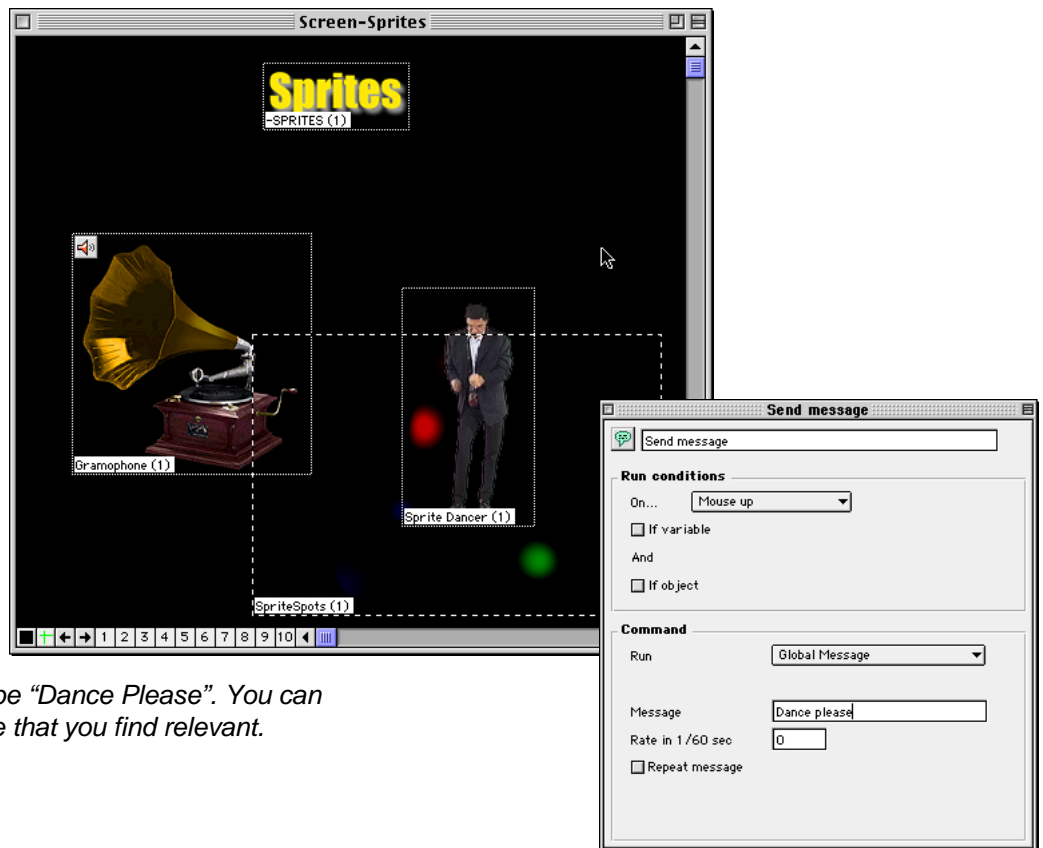 Screen-Sprites
Sprites
-SPRITES (1)
Gramophone (1)
Sprite Dancer (1)
SpriteSpots (1)
1 2 3 4 5 6 7 8 9 10
Send message
Send message
Run conditions
On... Mouse up
If variable
And
If object
Command
Run Global Message
Message Dance please
Rate in 1/60 sec 0
Repeat message
“Dance Please”. You can
that you find relevant.